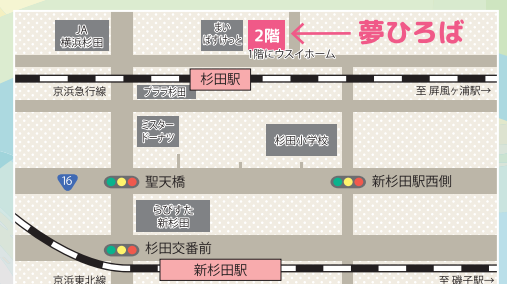 JA
横浜杉田
まい
ばすけっと
2階
夢ひろば
1階にウスイホーム
杉田駅
京浜急行線
プララ杉田
至 屏風ヶ浦駅→
ミスター
ドーナツ
杉田小学校
16
聖天橋
新杉田駅西側
らびすた
新杉田
杉田交番前
新杉田駅
京浜東北線
至 磯子駅→